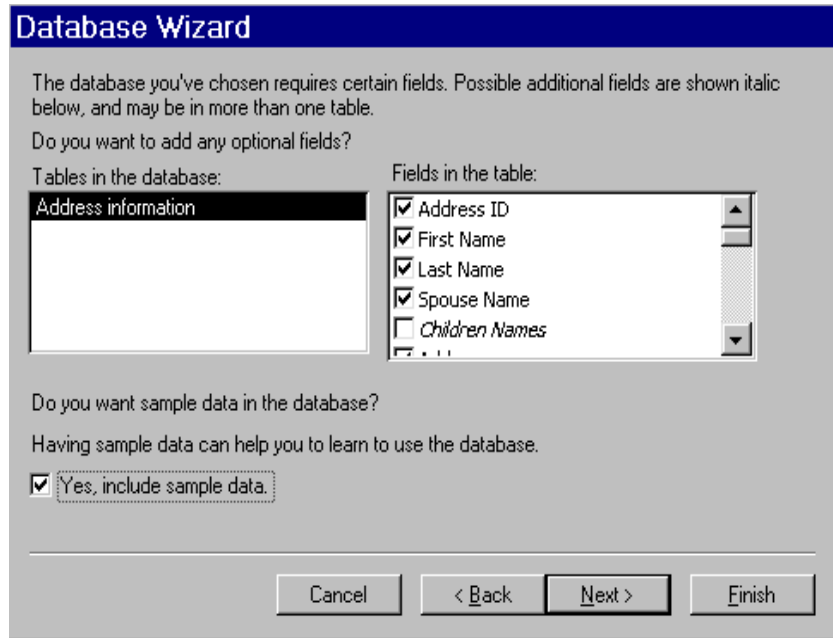 Database Wizard
The database you've chosen requires certain fields. Possible additional fields are shown italic
below, and may be in more than one table.
Do you want to add any optional fields?
Tables in the database:
Address information
Fields in the table:
Address ID
First Name
Last Name
Spouse Name
Children Names
Do you want sample data in the database?
Having sample data can help you to learn to use the database.
Yes, include sample data.
Cancel
< Back
Next >
Finish